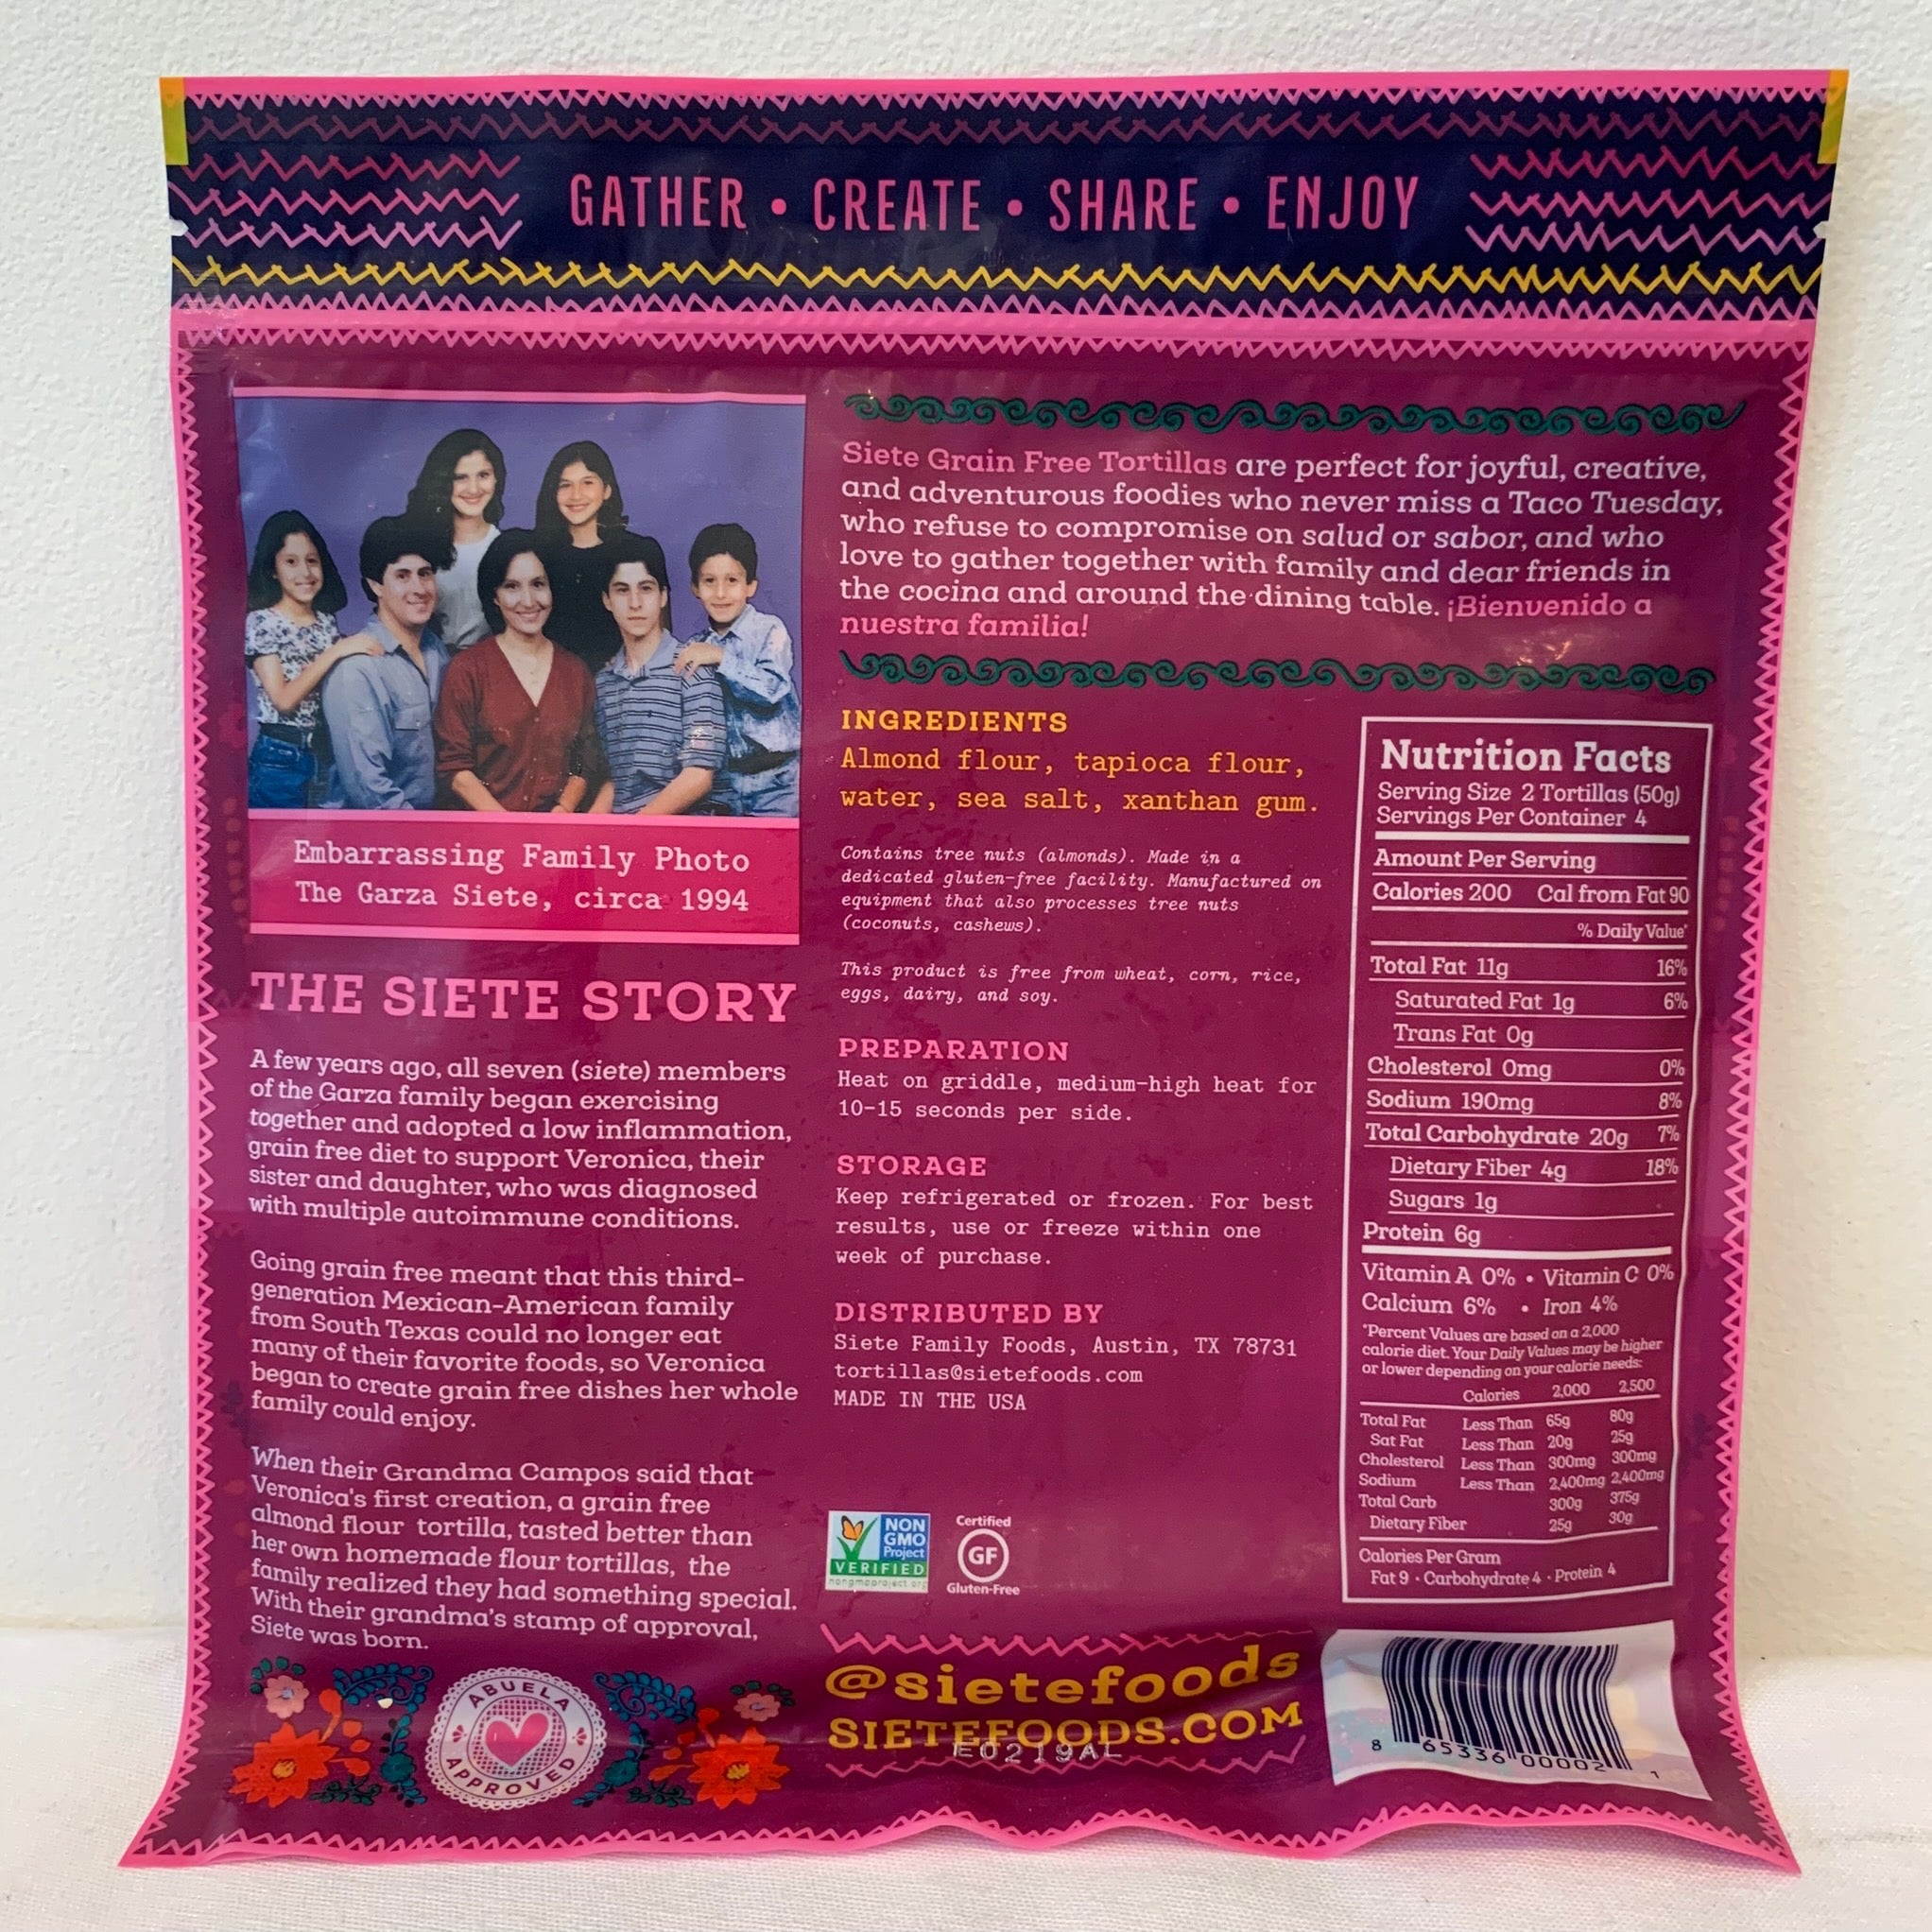 GATHER • CREATE • SHARE • ENJOY
Embarrassing Family Photo
The Garza Siete, circa 1994
THE SIETE STORY
A few years ago, all seven (siete) members
of the Garza family began exercising
together and adopted a low inflammation,
grain free diet to support Veronica, their
sister and daughter, who was diagnosed
with multiple autoimmune conditions.
Going grain free meant that this third-
generation Mexican-American family
from South Texas could no longer eat
many of their favorite foods, so Veronica
began to create grain free dishes her whole
family could enjoy.
When their Grandma Campos said that
Veronica's first creation, a grain free
almond flour tortilla, tasted better than
her own homemade flour tortillas, the
family realized they had something special.
With their grandma's stamp of approval,
Siete was born.
ABUELA
APPROVED
Siete Grain Free Tortillas are perfect for joyful, creative,
and adventurous foodies who never miss a Taco Tuesday,
who refuse to compromise on salud or sabor, and who
love to gather together with family and dear friends in
the cocina and around the dining table. ¡Bienvenido a
nuestra familia!
INGREDIENTS
Almond flour, tapioca flour,
water, sea salt, xanthan gum.
Contains tree nuts (almonds). Made in a
dedicated gluten-free facility. Manufactured on
equipment that also processes tree nuts
(coconuts, cashews).
This product is free from wheat, corn, rice,
eggs, dairy, and soy.
PREPARATION
Heat on griddle, medium-high heat for
10-15 seconds per side.
STORAGE
Keep refrigerated or frozen. For best
results, use or freeze within one
week of purchase.
DISTRIBUTED BY
Siete Family Foods, Austin, TX 78731
tortillas@sietefoods.com
MADE IN THE USA
NON
GMO
Project
VERIFIED
nongmoproject.org
Certified
GF
Gluten-Free
@sietefoods
SIETEFOODS.COM
E0219AL
Nutrition Facts
Serving Size 2 Tortillas (50g)
Servings Per Container 4
Amount Per Serving
Calories 200 Cal from Fat 90
% Daily Value*
Total Fat 11g 16%
Saturated Fat 1g 6%
Trans Fat 0g
Cholesterol 0mg 0%
Sodium 190mg 8%
Total Carbohydrate 20g 7%
Dietary Fiber 4g 18%
Sugars 1g
Protein 6g
Vitamin A 0% • Vitamin C 0%
Calcium 6% • Iron 4%
*Percent Values are based on a 2,000
calorie diet. Your Daily Values may be higher
or lower depending on your calorie needs:
Calories 2,000 2,500
Total Fat Less Than 65g 80g
Sat Fat Less Than 20g 25g
Cholesterol Less Than 300mg 300mg
Sodium Less Than 2,400mg 2,400mg
Total Carb 300g 375g
Dietary Fiber 25g 30g
Calories Per Gram
Fat 9 • Carbohydrate 4 • Protein 4
8 65336 00002 1